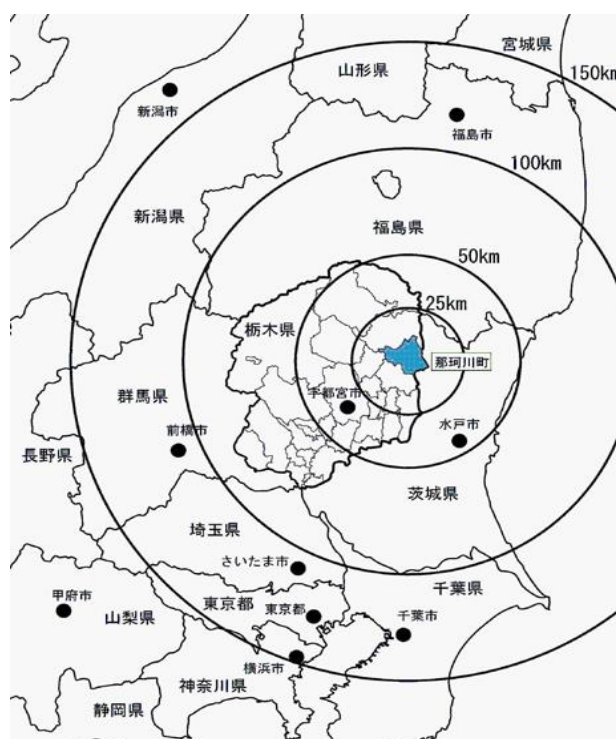 宮城県
山形県
150km
新潟市
福島市
100km
新潟県
福島県
50km
25km
栃木県
那珂川町
群馬県
宇都宮市
水戸市
前橋市
長野県
茨城県
埼玉県
さいたま市
千葉県
甲府市
東京都
東京都
山梨県
千葉市
横浜市
神奈川県
静岡県